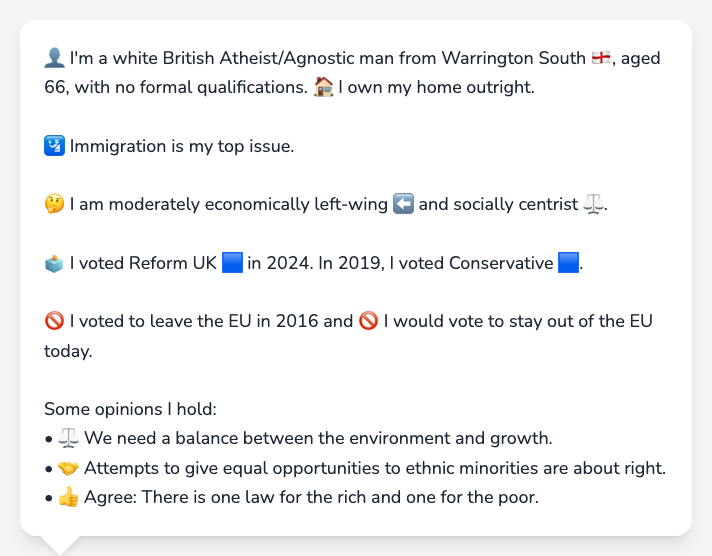 👤 I'm a white British Atheist/Agnostic man from Warrington South 🏴󠁧󠁢󠁥󠁮󠁧󠁿, aged
66, with no formal qualifications. 🏠 I own my home outright.
🛂 Immigration is my top issue.
🤔 I am moderately economically left-wing ⬅️ and socially centrist ⚖️.
🗳️ I voted Reform UK 🟦 in 2024. In 2019, I voted Conservative 🟦.
🚫 I voted to leave the EU in 2016 and 🚫 I would vote to stay out of the EU
today.
Some opinions I hold:
• ⚖️ We need a balance between the environment and growth.
• 🤝 Attempts to give equal opportunities to ethnic minorities are about right.
• 👍 Agree: There is one law for the rich and one for the poor.